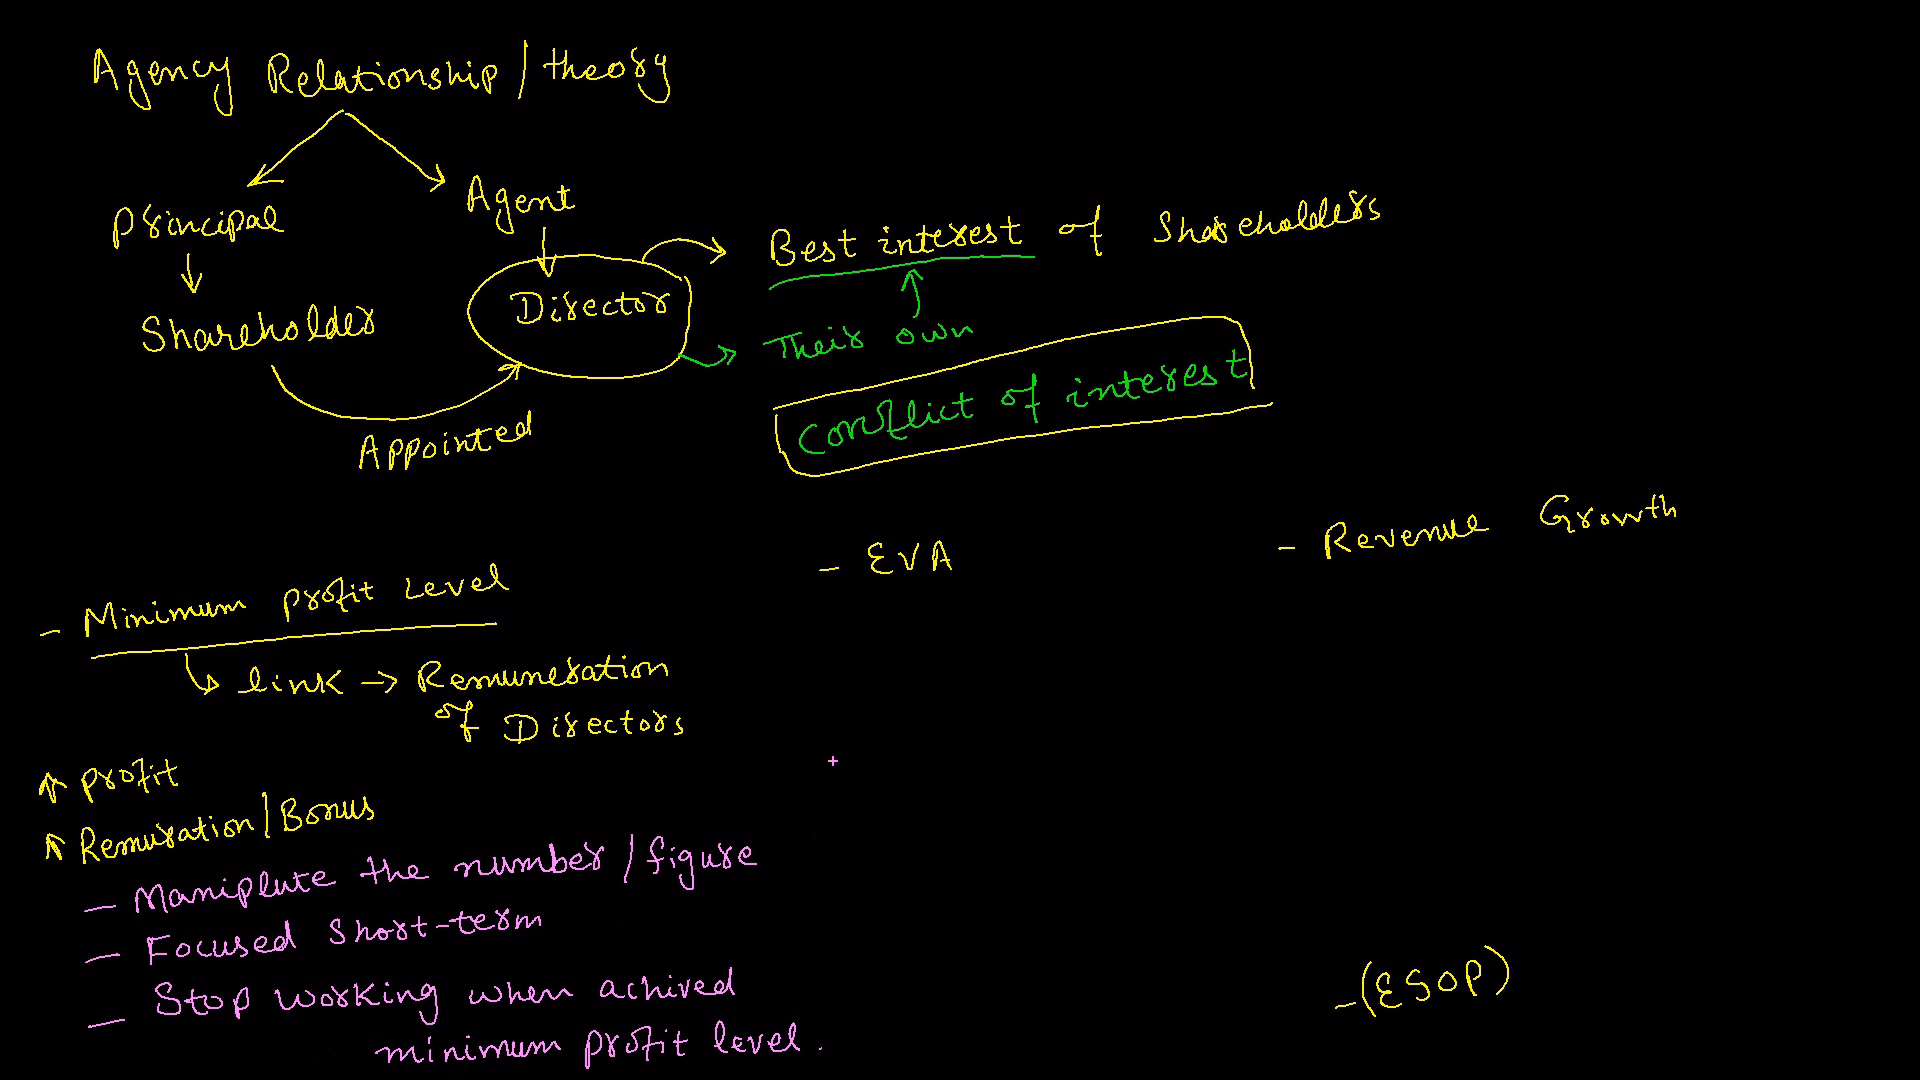 Agency Relationship/theory
Principal
Agent
Shareholder
Director
Appointed
Best interest of Shareholders
Their own
Conflict of interest
- Minimum profit Level
link → Remuneration
of Directors
↑ profit
↑ Remuration/Bonus
- Maniplute the number/figure
- Focused Short-term
- Stop working when achived
minimum profit level.
- EVA
- Revenue Growth
- (ESOP)